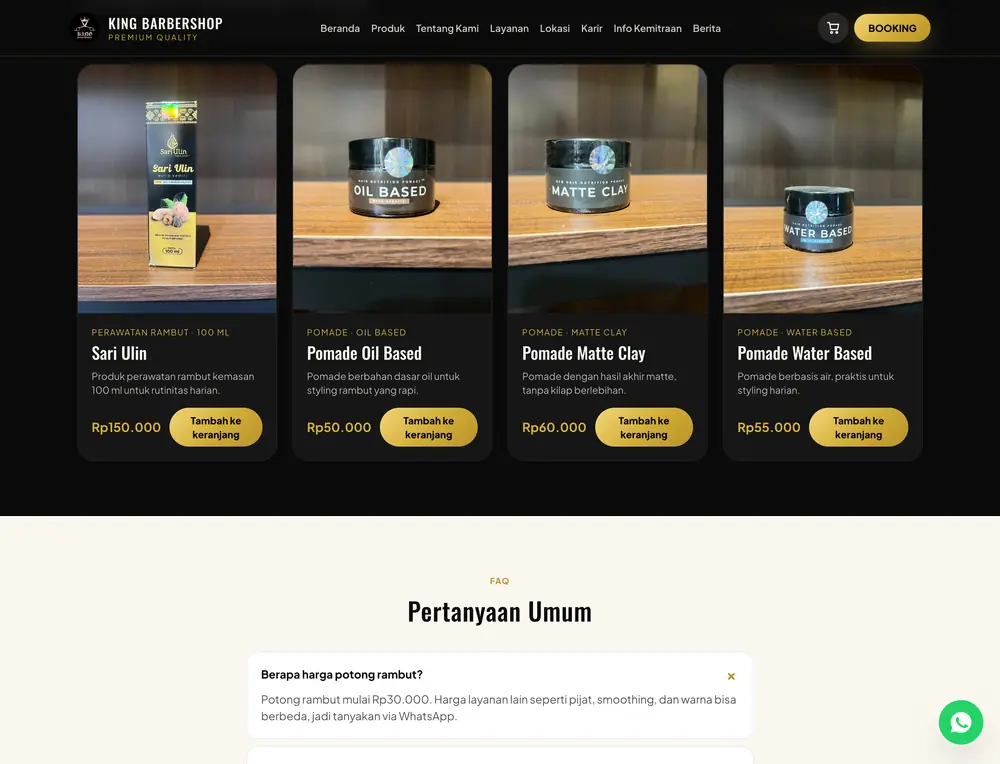 KING BARBERSHOP
PREMIUM QUALITY
Beranda Produk Tentang Kami Layanan Lokasi Karir Info Kemitraan Berita
BOOKING
Sari Ulin
Sari Ulin
100 ml
OIL BASED
MATTE CLAY
WATER BASED
PERAWATAN RAMBUT · 100 ML
Sari Ulin
Produk perawatan rambut kemasan
100 ml untuk rutinitas harian.
Rp150.000
Tambah ke
keranjang
POMADE · OIL BASED
Pomade Oil Based
Pomade berbahan dasar oil untuk
styling rambut yang rapi.
Rp50.000
Tambah ke
keranjang
POMADE · MATTE CLAY
Pomade Matte Clay
Pomade dengan hasil akhir matte,
tanpa kilap berlebihan.
Rp60.000
Tambah ke
keranjang
POMADE · WATER BASED
Pomade Water Based
Pomade berbasis air, praktis untuk
styling harian.
Rp55.000
Tambah ke
keranjang
FAQ
Pertanyaan Umum
Berapa harga potong rambut?
Potong rambut mulai Rp30.000. Harga layanan lain seperti pijat, smoothing, dan warna bisa
berbeda, jadi tanyakan via WhatsApp.